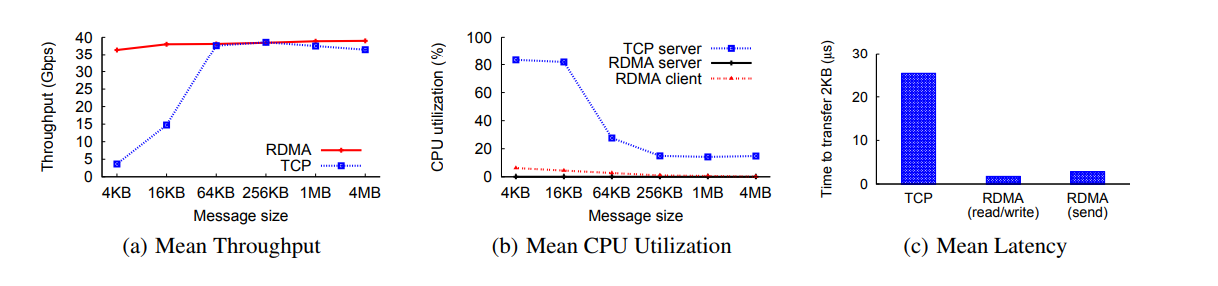 Throughput (Gbps)
40
35
30
25
20
15
10
5
0
RDMA
TCP
4KB 16KB 64KB 256KB 1MB 4MB
Message size
(a) Mean Throughput
CPU utilization (%)
100
80
60
40
20
0
TCP server
RDMA server
RDMA client
4KB 16KB 64KB 256KB 1MB 4MB
Message size
(b) Mean CPU Utilization
Time to transfer 2KB (μs)
30
20
10
0
TCP RDMA RDMA
(read/write) (send)
(c) Mean Latency